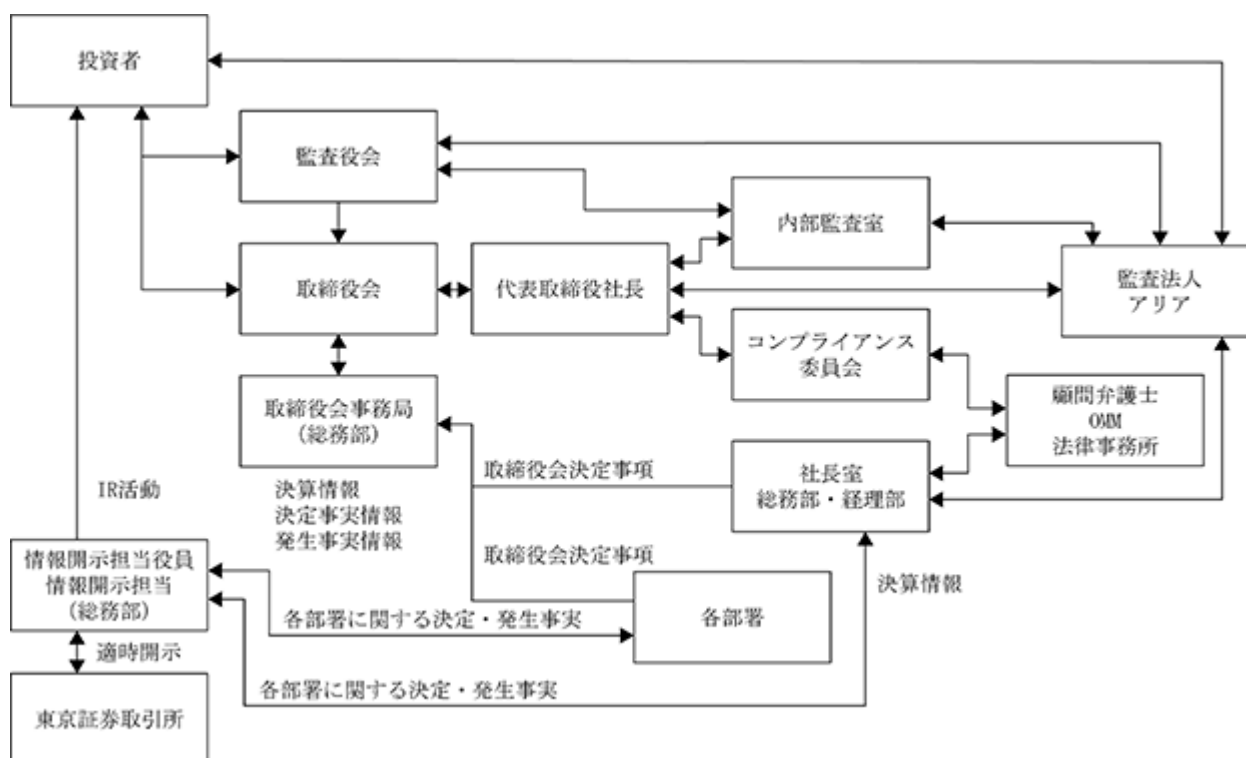 投資者
監査役会
内部監査室
取締役会
代表取締役社長
監査法人
アリア
コンプライアンス
委員会
取締役会事務局
(総務部)
顧問弁護士
OMM
法律事務所
取締役会決定事項
社長室
総務部・経理部
IR活動
決算情報
決定事実情報
発生事実情報
取締役会決定事項
決算情報
情報開示担当役員
情報開示担当
(総務部)
各部署に関する決定・発生事実
各部署
適時開示
各部署に関する決定・発生事実
東京証券取引所